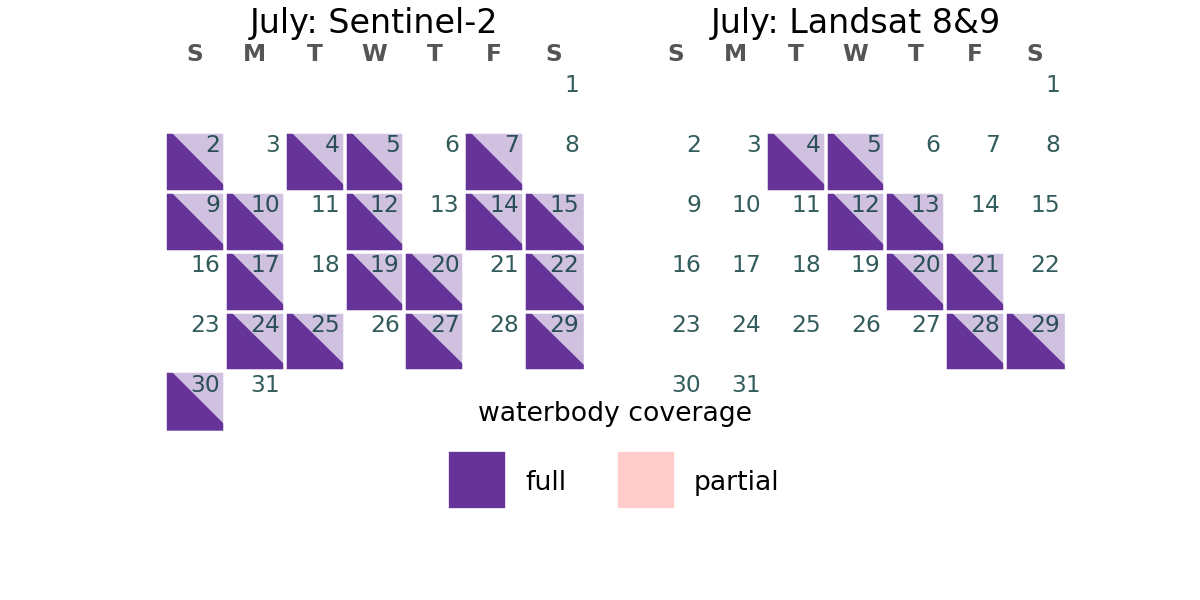 July: Sentinel-2
S M T W T F S
1
2 3 4 5 6 7 8
9 10 11 12 13 14 15
16 17 18 19 20 21 22
23 24 25 26 27 28 29
30 31
July: Landsat 8&9
S M T W T F S
1
2 3 4 5 6 7 8
9 10 11 12 13 14 15
16 17 18 19 20 21 22
23 24 25 26 27 28 29
30 31
waterbody coverage
full partial